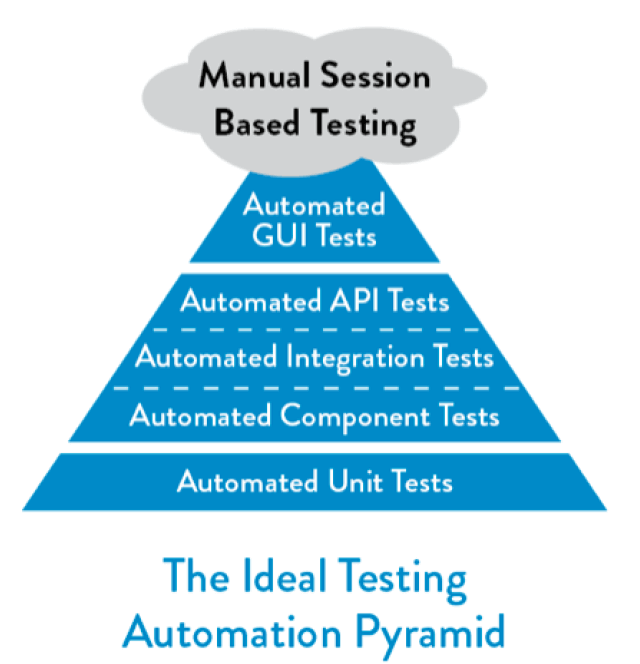 Manual Session
Based Testing
Automated
GUI Tests
Automated API Tests
Automated Integration Tests
Automated Component Tests
Automated Unit Tests
The Ideal Testing
Automation Pyramid